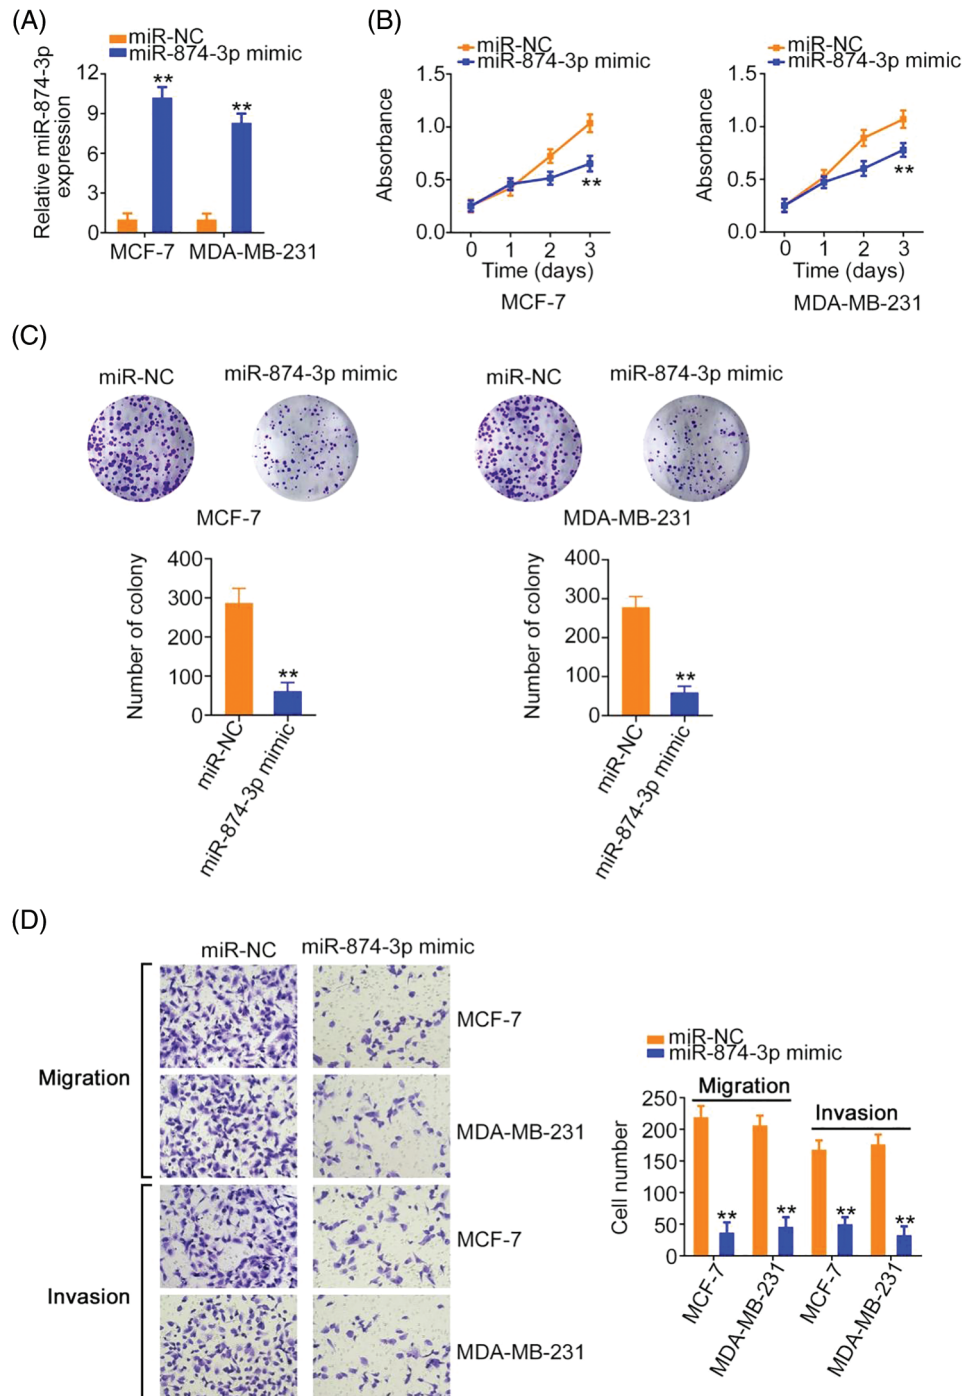 (A)
miR-NC
miR-874-3p mimic
Relative miR-874-3p
expression
12
9
6
3
0
**
**
MCF-7
MDA-MB-231
(B)
miR-NC
miR-874-3p mimic
Absorbance
1.5
1.0
0.5
0.0
**
0 1 2 3
Time (days)
MCF-7
miR-NC
miR-874-3p mimic
Absorbance
1.5
1.0
0.5
0.0
**
0 1 2 3
Time (days)
MDA-MB-231
(C)
miR-NC
miR-874-3p mimic
MCF-7
miR-NC
miR-874-3p mimic
MDA-MB-231
Number of colony
400
300
200
100
0
**
miR-NC
miR-874-3p mimic
Number of colony
400
300
200
100
0
**
miR-NC
miR-874-3p mimic
(D)
miR-NC
miR-874-3p mimic
Migration
MCF-7
MDA-MB-231
Invasion
MCF-7
MDA-MB-231
miR-NC
miR-874-3p mimic
Migration
Invasion
Cell number
250
200
150
100
50
0
**
**
**
**
MCF-7
MDA-MB-231
MCF-7
MDA-MB-231